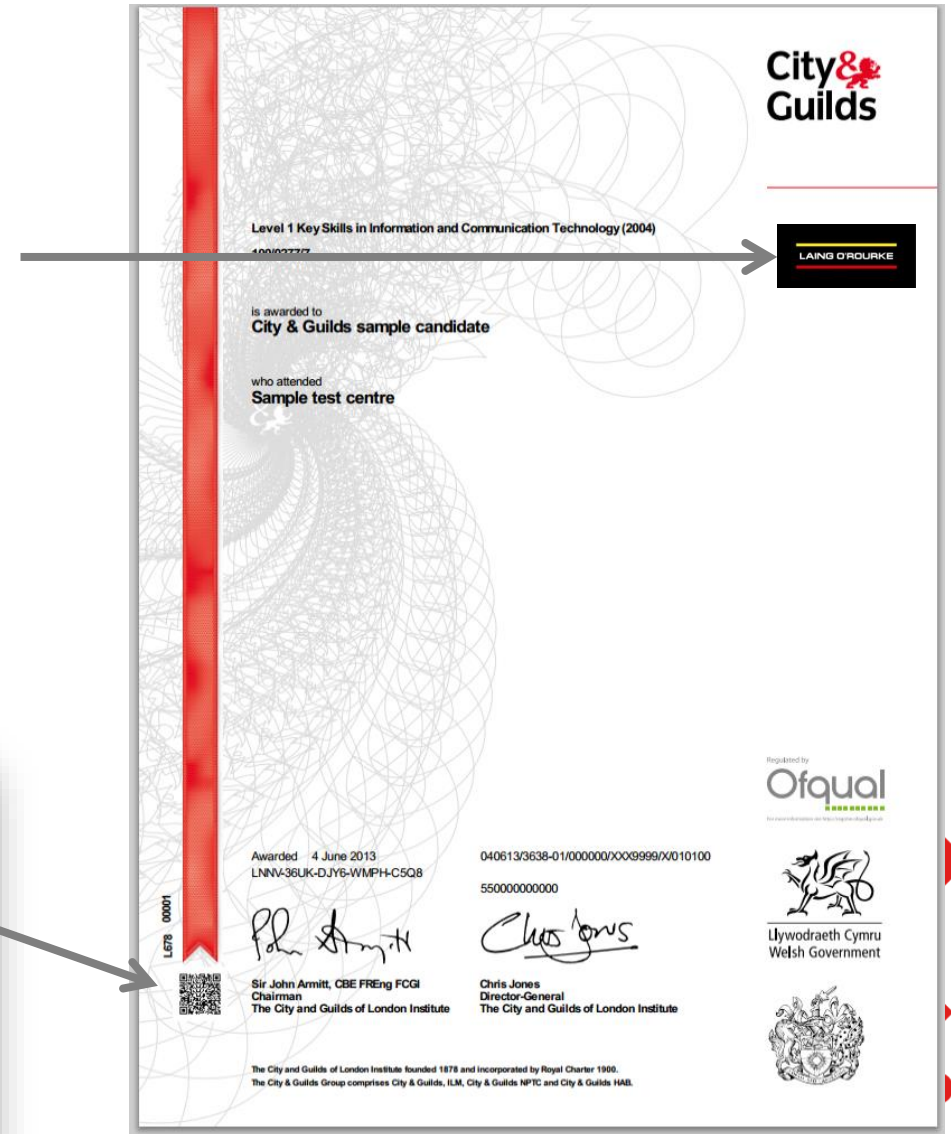 City&
Guilds
Level 1 Key Skills in Information and Communication Technology (2004)
100/0277/7
LAING O'ROURKE
is awarded to
City & Guilds sample candidate
who attended
Sample test centre
Regulated by
Ofqual
Awarded 4 June 2013
LNNV-36UK-DJY6-WMPH-C5Q8
040613/3638-01/000000/XXX9999/X/010100
550000000000
L678 00001
Llywodraeth Cymru
Welsh Government
Sir John Armitt, CBE FREng FCGI
Chairman
The City and Guilds of London Institute
Chris Jones
Director-General
The City and Guilds of London Institute
The City and Guilds of London Institute founded 1878 and incorporated by Royal Charter 1900.
The City & Guilds Group comprises City & Guilds, ILM, City & Guilds NPTC and City & Guilds HAB.